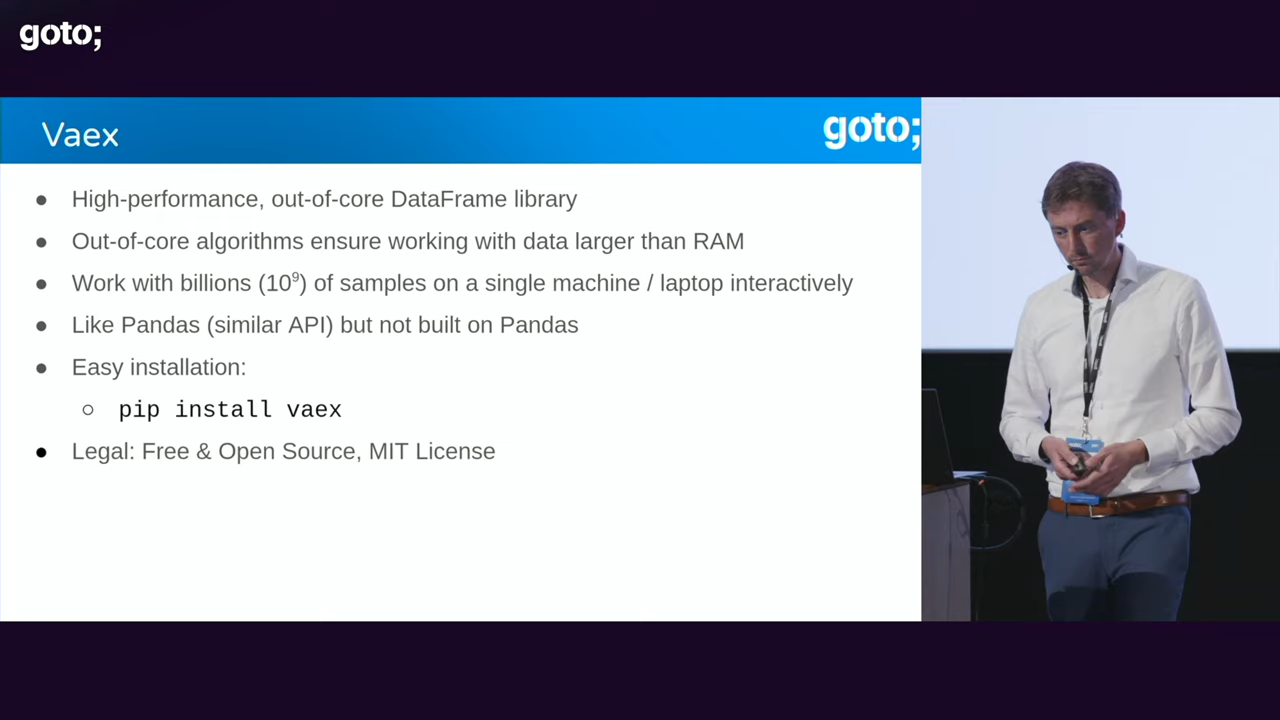 goto;
Vaex
goto;
● High-performance, out-of-core DataFrame library
● Out-of-core algorithms ensure working with data larger than RAM
● Work with billions (10⁹) of samples on a single machine / laptop interactively
● Like Pandas (similar API) but not built on Pandas
● Easy installation:
○ pip install vaex
● Legal: Free & Open Source, MIT License